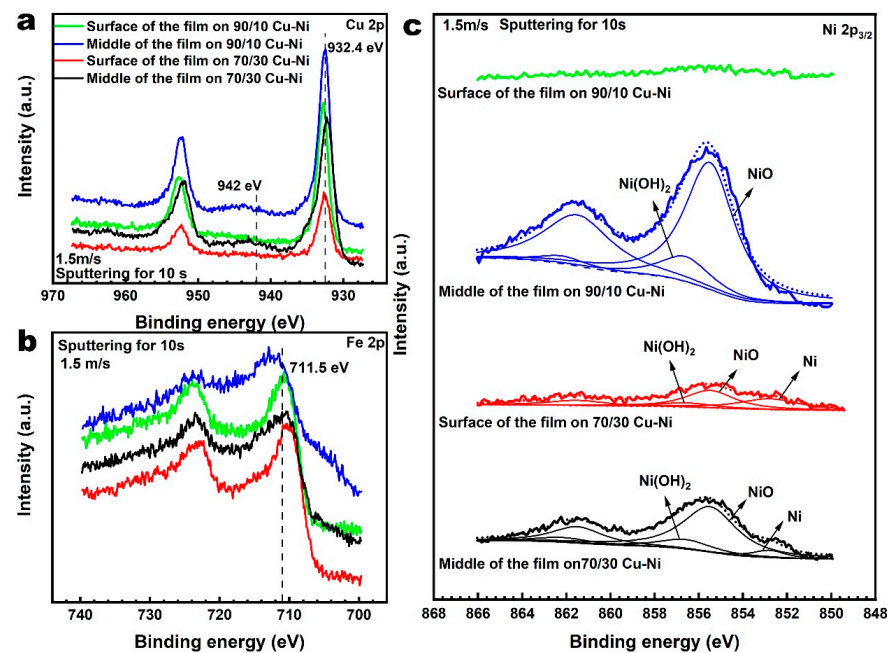 a
Cu 2p
Surface of the film on 90/10 Cu-Ni
Middle of the film on 90/10 Cu-Ni
Surface of the film on 70/30 Cu-Ni
Middle of the film on 70/30 Cu-Ni
932.4 eV
942 eV
1.5m/s
Sputtering for 10 s
Intensity (a.u.)
970 960 950 940 930
Binding energy (eV)
b
Sputtering for 10s
1.5 m/s
Fe 2p
711.5 eV
Intensity (a.u.)
740 730 720 710 700
Binding energy (eV)
c
1.5m/s Sputtering for 10s
Ni 2p3/2
Surface of the film on 90/10 Cu-Ni
Ni(OH)2
NiO
Middle of the film on 90/10 Cu-Ni
Ni(OH)2
NiO
Ni
Surface of the film on 70/30 Cu-Ni
Ni(OH)2
NiO
Ni
Middle of the film on70/30 Cu-Ni
Intensity (a.u.)
868 866 864 862 860 858 856 854 852 850 848
Binding energy (eV)